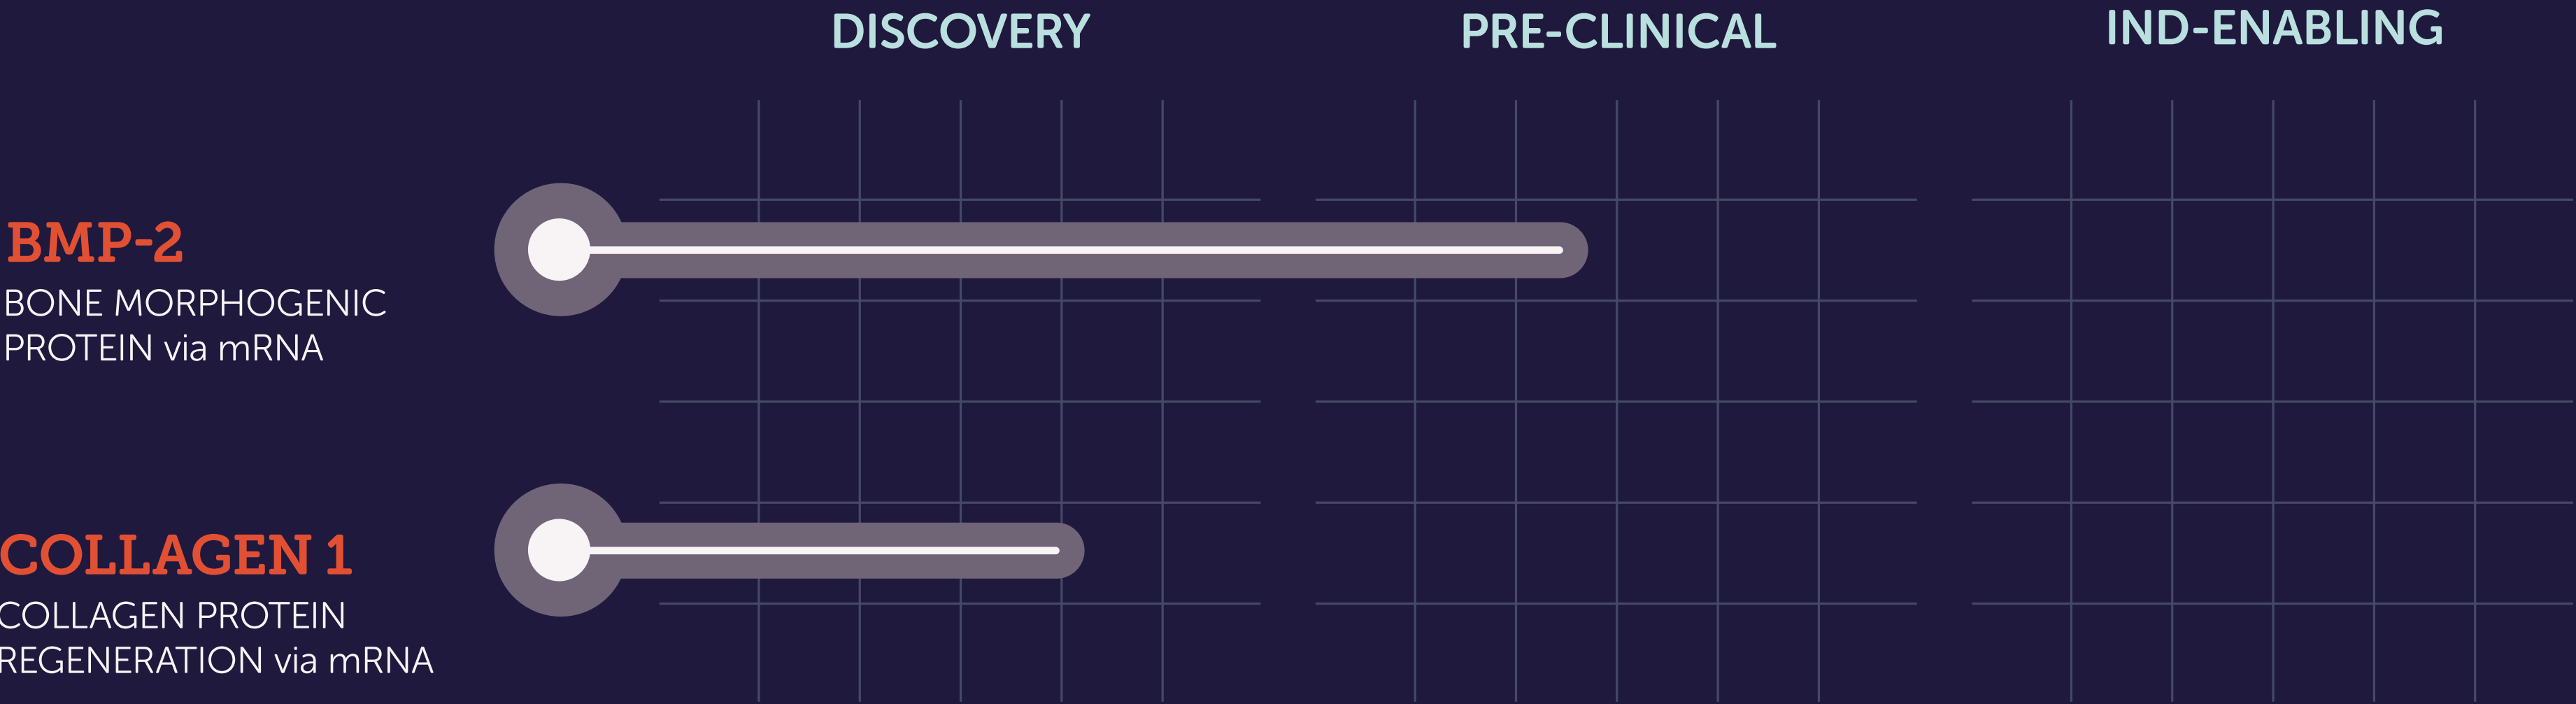 DISCOVERY PRE-CLINICAL IND-ENABLING
BMP-2
BONE MORPHOGENIC
PROTEIN via mRNA
COLLAGEN 1
COLLAGEN PROTEIN
REGENERATION via mRNA